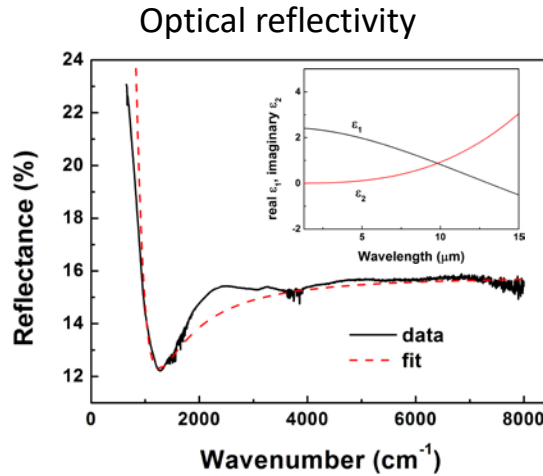 Optical reflectivity
24
22
20
18
16
14
12
Reflectance (%)
0 2000 4000 6000 8000
Wavenumber (cm⁻¹)
data
fit
real ε₁, imaginary ε₂
4
2
0
-2
ε₁
ε₂
5 10 15
Wavelength (μm)